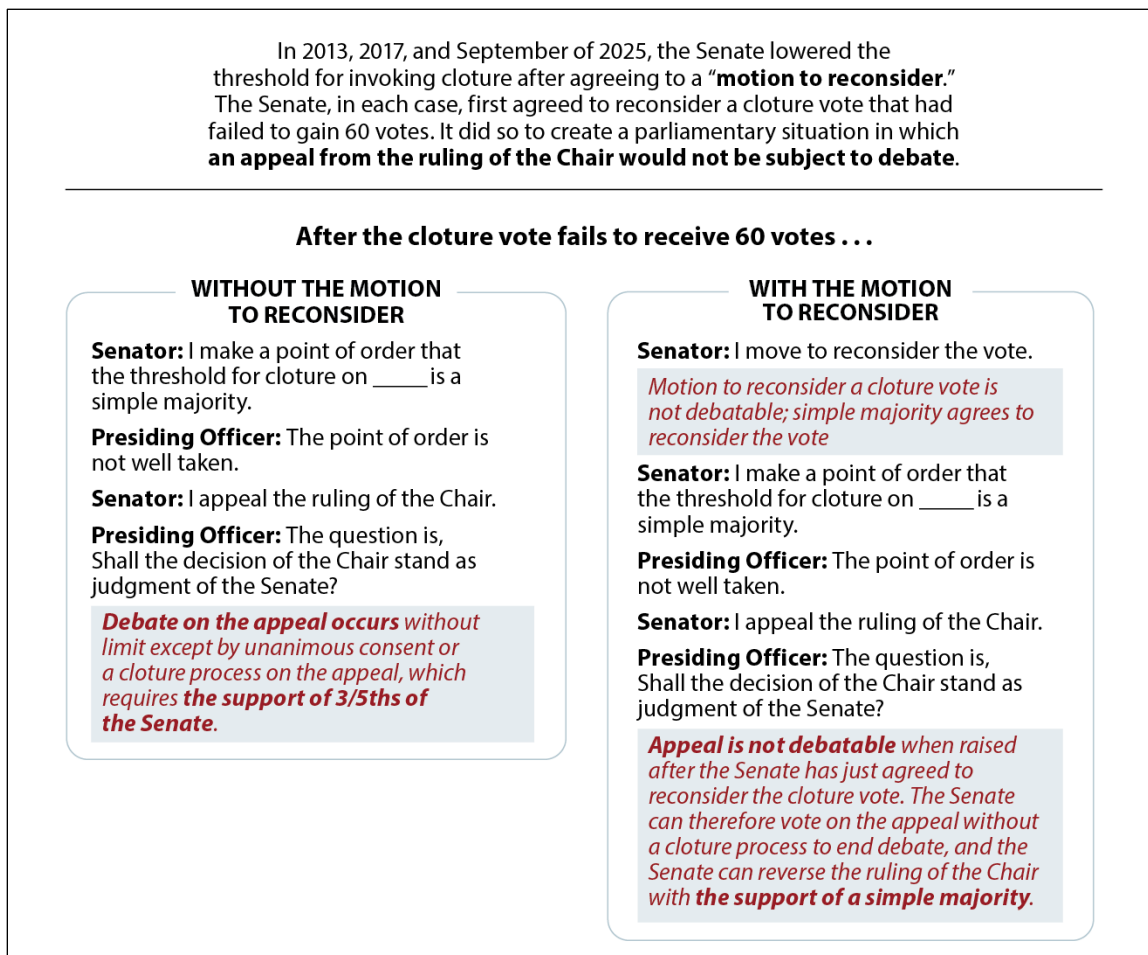 In 2013, 2017, and September of 2025, the Senate lowered the
threshold for invoking cloture after agreeing to a “motion to reconsider.”
The Senate, in each case, first agreed to reconsider a cloture vote that had
failed to gain 60 votes. It did so to create a parliamentary situation in which
an appeal from the ruling of the Chair would not be subject to debate.
After the cloture vote fails to receive 60 votes . . .
WITHOUT THE MOTION
TO RECONSIDER
Senator: I make a point of order that
the threshold for cloture on _____ is a
simple majority.
Presiding Officer: The point of order is
not well taken.
Senator: I appeal the ruling of the Chair.
Presiding Officer: The question is,
Shall the decision of the Chair stand as
judgment of the Senate?
Debate on the appeal occurs without
limit except by unanimous consent or
a cloture process on the appeal, which
requires the support of 3/5ths of
the Senate.
WITH THE MOTION
TO RECONSIDER
Senator: I move to reconsider the vote.
Motion to reconsider a cloture vote is
not debatable; simple majority agrees to
reconsider the vote
Senator: I make a point of order that
the threshold for cloture on _____ is a
simple majority.
Presiding Officer: The point of order is
not well taken.
Senator: I appeal the ruling of the Chair.
Presiding Officer: The question is,
Shall the decision of the Chair stand as
judgment of the Senate?
Appeal is not debatable when raised
after the Senate has just agreed to
reconsider the cloture vote. The Senate
can therefore vote on the appeal without
a cloture process to end debate, and the
Senate can reverse the ruling of the Chair
with the support of a simple majority.